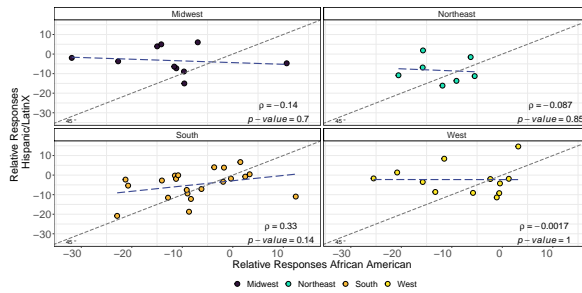 Midwest
Northeast
10
0
−10
−20
−30
45
ρ = −0.14
p − value = 0.7
45
ρ = −0.087
p − value = 0.85
South
West
10
0
−10
−20
−30
45
ρ = 0.33
p − value = 0.14
45
ρ = −0.0017
p − value = 1
−30
−20
−10
0
10
−30
−20
−10
0
10
Relative Responses
Hispanic/LatinX
Relative Responses African American
Midwest
Northeast
South
West